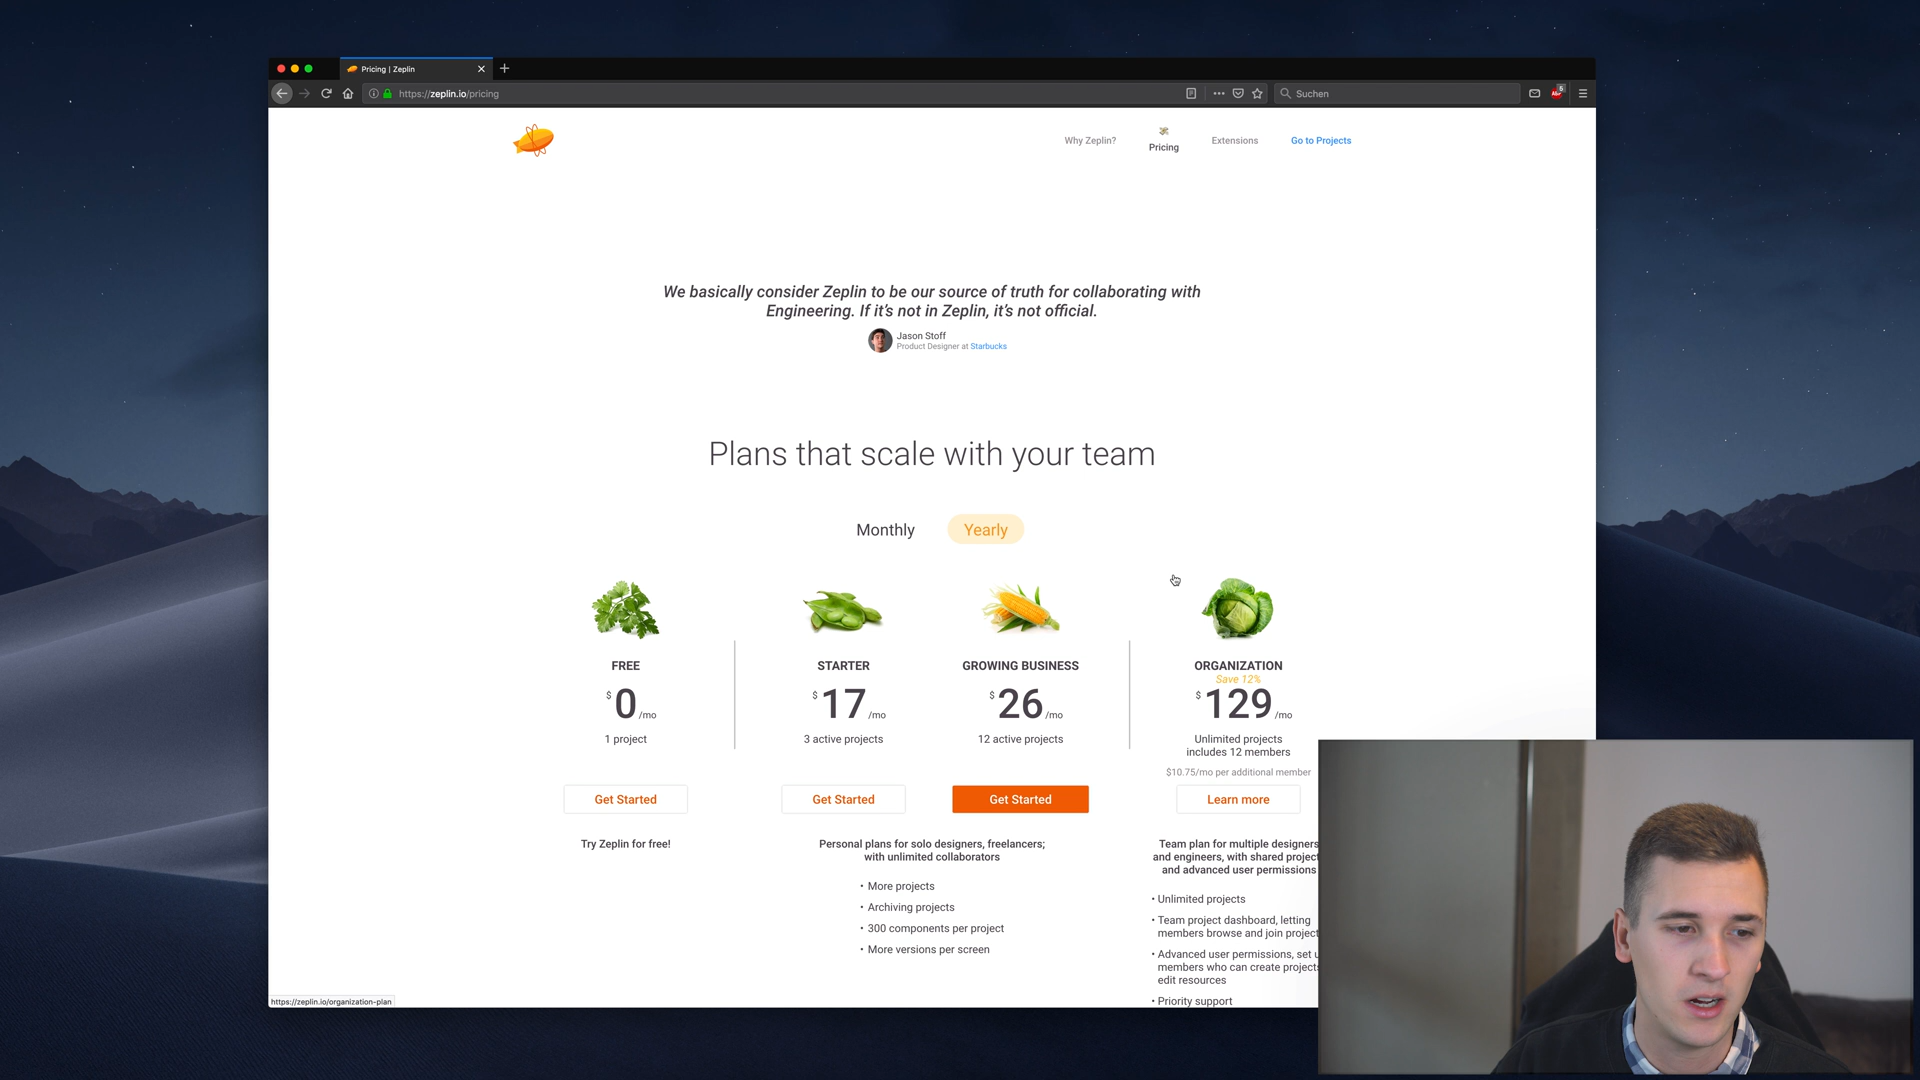 Pricing | Zeplin
https://zeplin.io/pricing
Suchen
Why Zeplin?
Pricing
Extensions
Go to Projects
We basically consider Zeplin to be our source of truth for collaborating with
Engineering. If it’s not in Zeplin, it’s not official.
Jason Stoff
Product Designer at Starbucks
Plans that scale with your team
Monthly
Yearly
FREE
$0/mo
1 project
Get Started
Try Zeplin for free!
STARTER
$17/mo
3 active projects
Get Started
GROWING BUSINESS
$26/mo
12 active projects
Get Started
Personal plans for solo designers, freelancers;
with unlimited collaborators
• More projects
• Archiving projects
• 300 components per project
• More versions per screen
ORGANIZATION
Save 12%
$129/mo
Unlimited projects
includes 12 members
$10.75/mo per additional member
Learn more
Team plan for multiple designers
and engineers, with shared project
and advanced user permissions
• Unlimited projects
• Team project dashboard, letting
members browse and join project
• Advanced user permissions, set u
members who can create projects
edit resources
• Priority support
https://zeplin.io/organization-plan